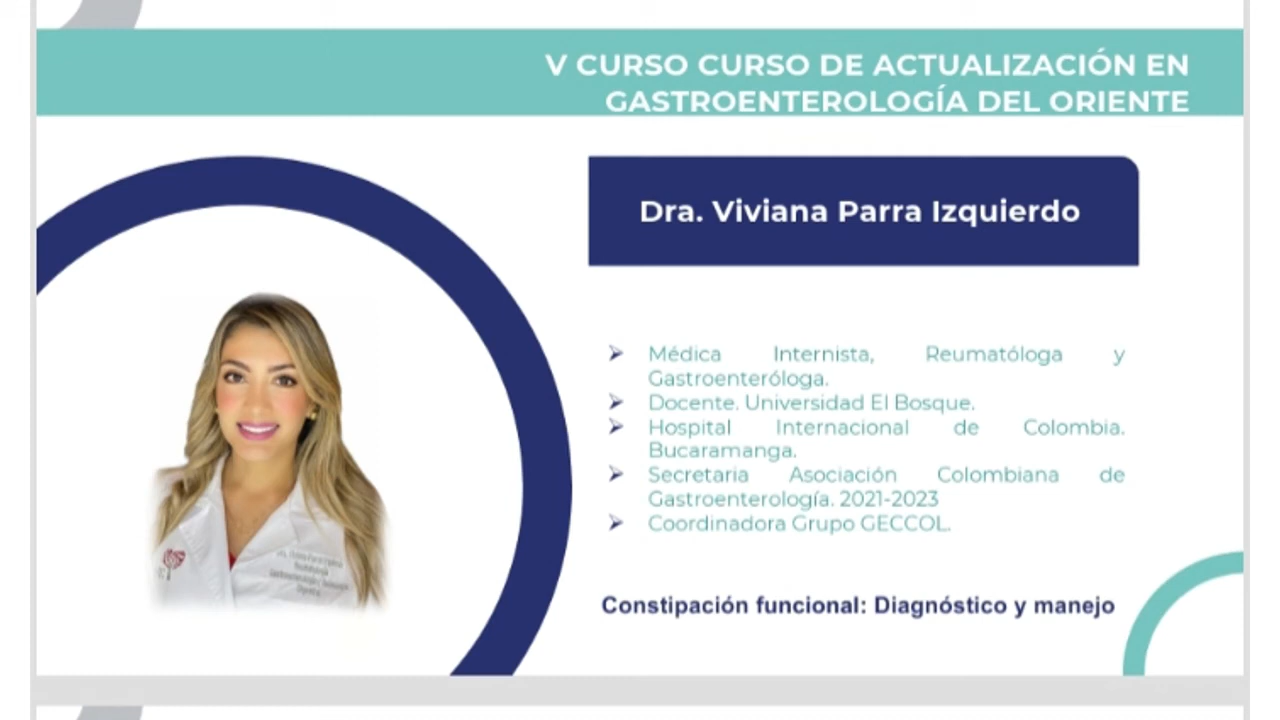 V CURSO CURSO DE ACTUALIZACIÓN EN
GASTROENTEROLOGÍA DEL ORIENTE
Dra. Viviana Parra Izquierdo
Médica Internista, Reumatóloga y
Gastroenteróloga.
Docente. Universidad El Bosque.
Hospital Internacional de Colombia.
Bucaramanga.
Secretaria Asociación Colombiana de
Gastroenterología. 2021-2023
Coordinadora Grupo GECCOL.
Constipación funcional: Diagnóstico y manejo